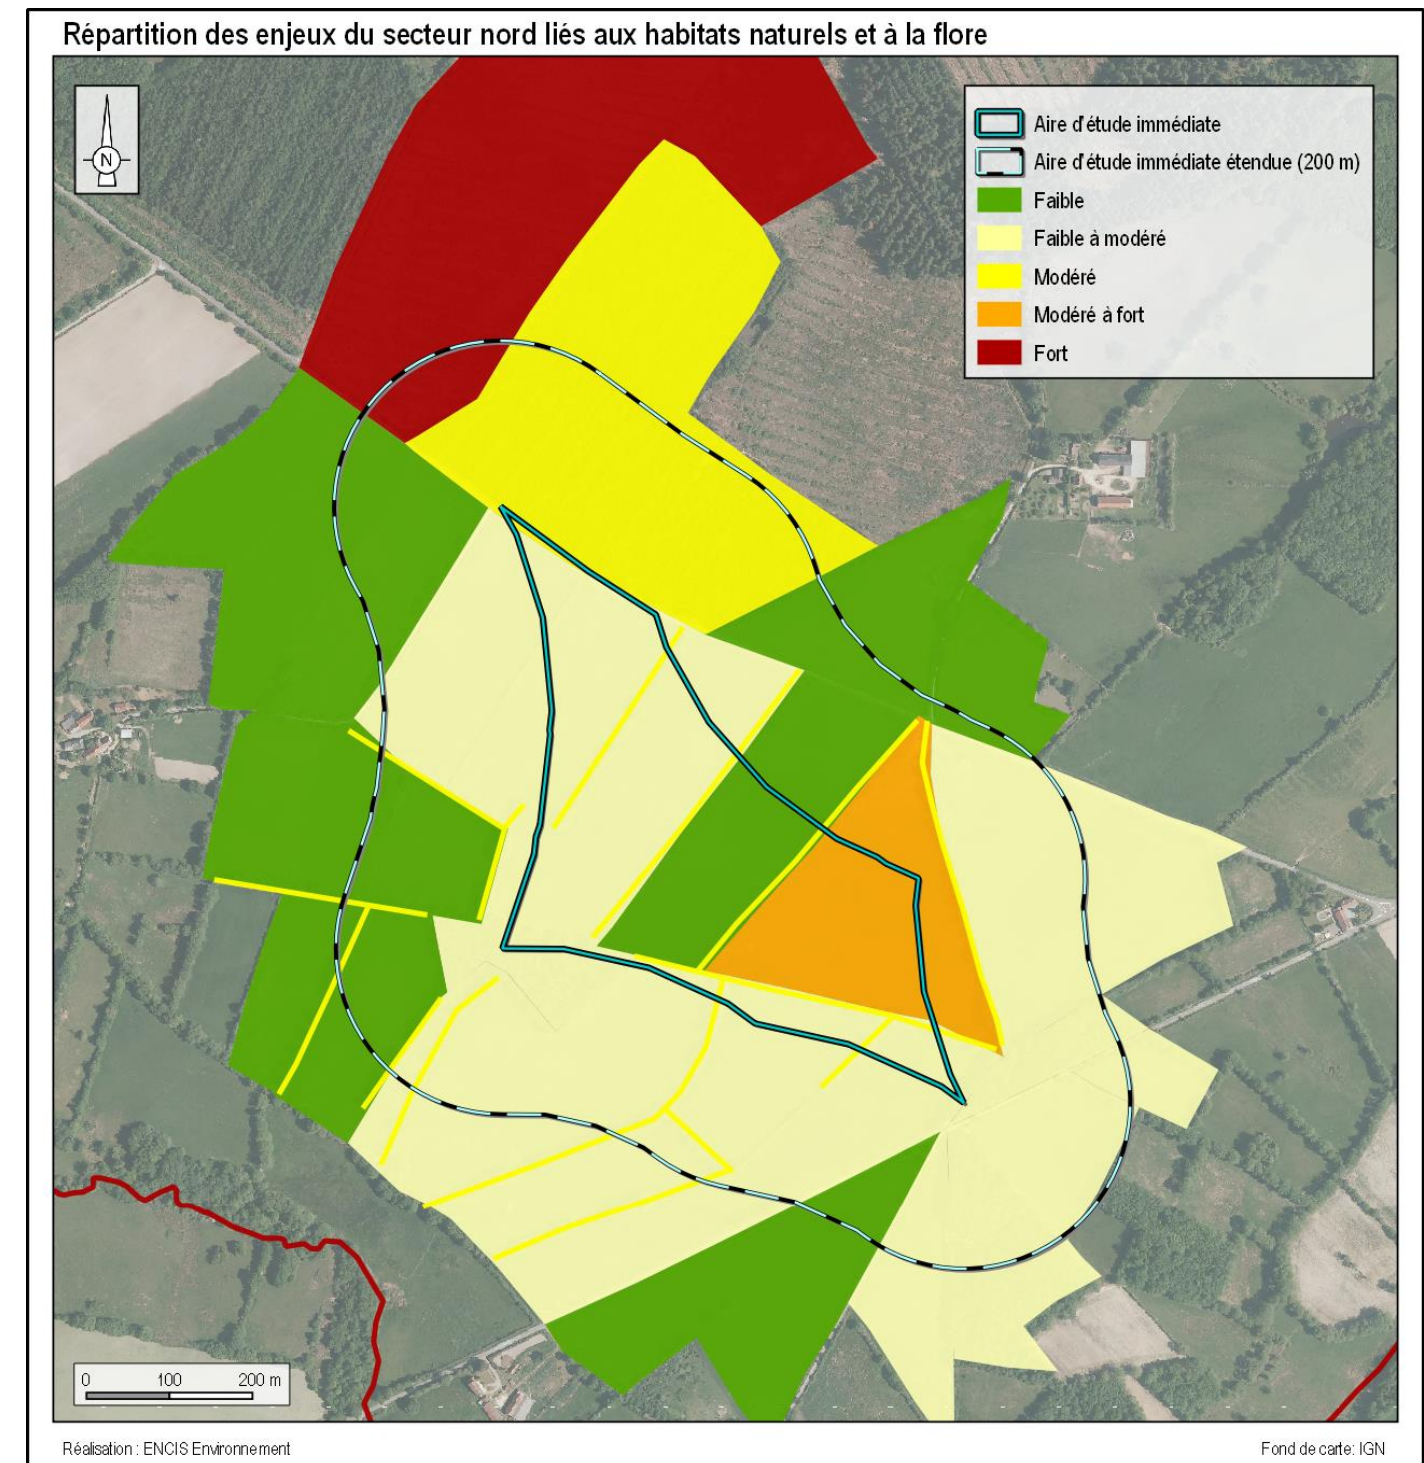 Répartition des enjeux du secteur nord liés aux habitats naturels et à la flore
N
Aire d'étude immédiate
Aire d'étude immédiate étendue (200 m)
Faible
Faible à modéré
Modéré
Modéré à fort
Fort
0 100 200 m
Réalisation : ENCIS Environnement
Fond de carte: IGN